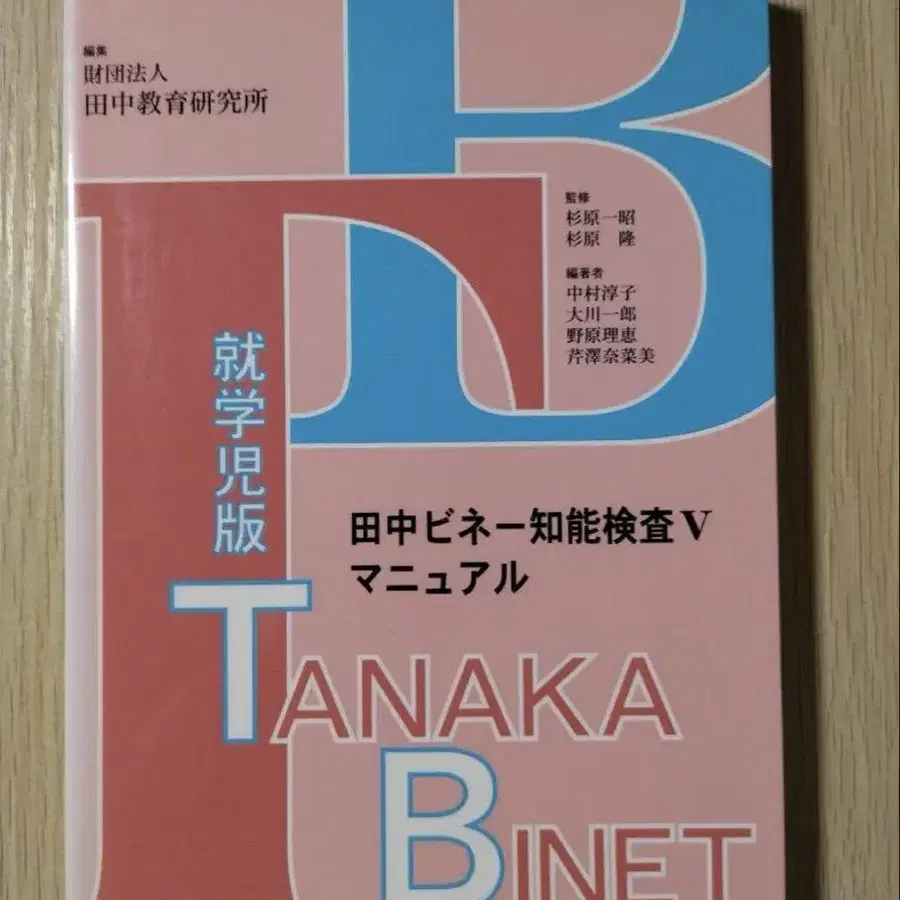 編集
財団法人
田中教育研究所
監修
杉原一昭
杉原 隆
編著者
中村淳子
大川一郎
野原理恵
芹澤奈菜美
TB
就学児版
田中ビネー知能検査V
マニュアル
TANAKA
BINET